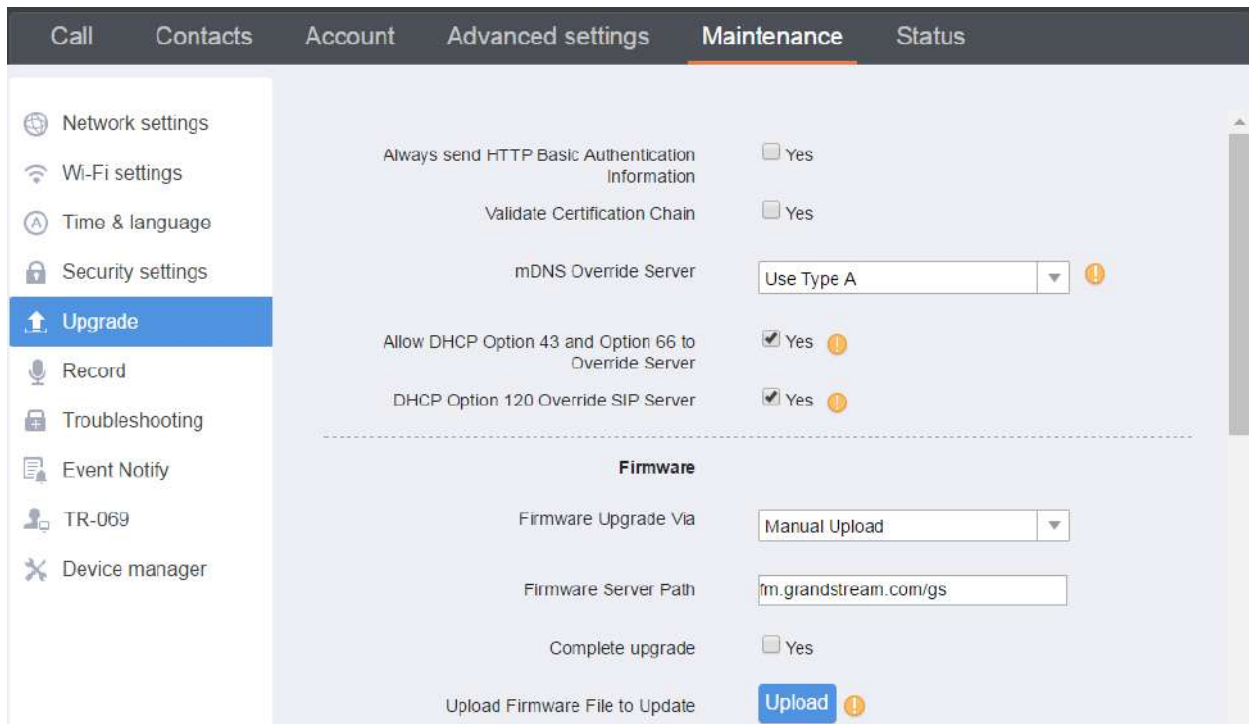 Call Contacts Account Advanced settings Maintenance Status
Network settings
Wi-Fi settings
Time & language
Security settings
Upgrade
Record
Troubleshooting
Event Notify
TR-069
Device manager
Always send HTTP Basic Authentication
Information
Yes
Validate Certification Chain
Yes
mDNS Override Server
Use Type A
Allow DHCP Option 43 and Option 66 to
Override Server
Yes
DHCP Option 120 Override SIP Server
Yes
Firmware
Firmware Upgrade Via
Manual Upload
Firmware Server Path
fm.grandstream.com/gs
Complete upgrade
Yes
Upload Firmware File to Update
Upload